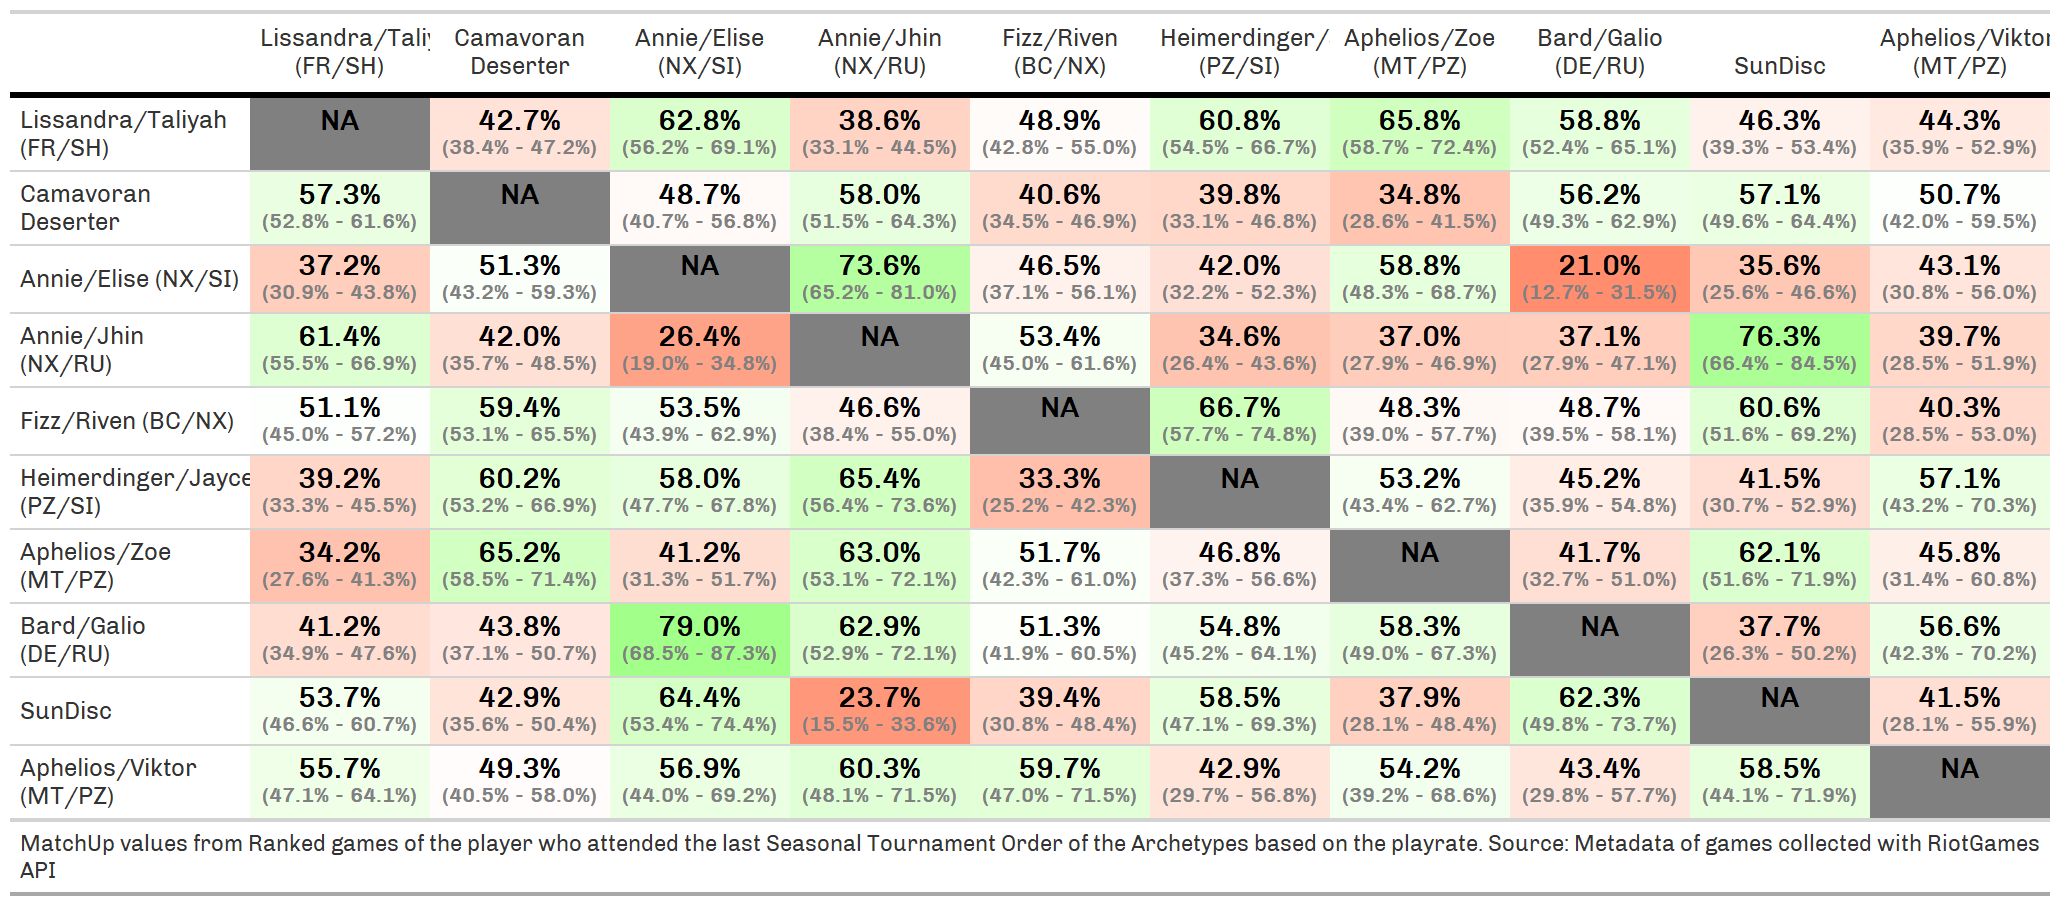 Lissandra/Taliy Camavoran Annie/Elise Annie/Jhin Fizz/Riven Heimerdinger/ Aphelios/Zoe Bard/Galio Aphelios/Viktor
(FR/SH) Deserter (NX/SI) (NX/RU) (BC/NX) (PZ/SI) (MT/PZ) (DE/RU) SunDisc (MT/PZ)
Lissandra/Taliyah NA 42.7% 62.8% 38.6% 48.9% 60.8% 65.8% 58.8% 46.3% 44.3%
(FR/SH) (38.4% - 47.2%) (56.2% - 69.1%) (33.1% - 44.5%) (42.8% - 55.0%) (54.5% - 66.7%) (58.7% - 72.4%) (52.4% - 65.1%) (39.3% - 53.4%) (35.9% - 52.9%)
Camavoran 57.3% NA 48.7% 58.0% 40.6% 39.8% 34.8% 56.2% 57.1% 50.7%
Deserter (52.8% - 61.6%) (40.7% - 56.8%) (51.5% - 64.3%) (34.5% - 46.9%) (33.1% - 46.8%) (28.6% - 41.5%) (49.3% - 62.9%) (49.6% - 64.4%) (42.0% - 59.5%)
Annie/Elise (NX/SI) 37.2% 51.3% NA 73.6% 46.5% 42.0% 58.8% 21.0% 35.6% 43.1%
(30.9% - 43.8%) (43.2% - 59.3%) (65.2% - 81.0%) (37.1% - 56.1%) (32.2% - 52.3%) (48.3% - 68.7%) (12.7% - 31.5%) (25.6% - 46.6%) (30.8% - 56.0%)
Annie/Jhin 61.4% 42.0% 26.4% NA 53.4% 34.6% 37.0% 37.1% 76.3% 39.7%
(NX/RU) (55.5% - 66.9%) (35.7% - 48.5%) (19.0% - 34.8%) (45.0% - 61.6%) (26.4% - 43.6%) (27.9% - 46.9%) (27.9% - 47.1%) (66.4% - 84.5%) (28.5% - 51.9%)
Fizz/Riven (BC/NX) 51.1% 59.4% 53.5% 46.6% NA 66.7% 48.3% 48.7% 60.6% 40.3%
(45.0% - 57.2%) (53.1% - 65.5%) (43.9% - 62.9%) (38.4% - 55.0%) (57.7% - 74.8%) (39.0% - 57.7%) (39.5% - 58.1%) (51.6% - 69.2%) (28.5% - 53.0%)
Heimerdinger/Jayce 39.2% 60.2% 58.0% 65.4% 33.3% NA 53.2% 45.2% 41.5% 57.1%
(PZ/SI) (33.3% - 45.5%) (53.2% - 66.9%) (47.7% - 67.8%) (56.4% - 73.6%) (25.2% - 42.3%) (43.4% - 62.7%) (35.9% - 54.8%) (30.7% - 52.9%) (43.2% - 70.3%)
Aphelios/Zoe 34.2% 65.2% 41.2% 63.0% 51.7% 46.8% NA 41.7% 62.1% 45.8%
(MT/PZ) (27.6% - 41.3%) (58.5% - 71.4%) (31.3% - 51.7%) (53.1% - 72.1%) (42.3% - 61.0%) (37.3% - 56.6%) (32.7% - 51.0%) (51.6% - 71.9%) (31.4% - 60.8%)
Bard/Galio 41.2% 43.8% 79.0% 62.9% 51.3% 54.8% 58.3% NA 37.7% 56.6%
(DE/RU) (34.9% - 47.6%) (37.1% - 50.7%) (68.5% - 87.3%) (52.9% - 72.1%) (41.9% - 60.5%) (45.2% - 64.1%) (49.0% - 67.3%) (26.3% - 50.2%) (42.3% - 70.2%)
SunDisc 53.7% 42.9% 64.4% 23.7% 39.4% 58.5% 37.9% 62.3% NA 41.5%
(46.6% - 60.7%) (35.6% - 50.4%) (53.4% - 74.4%) (15.5% - 33.6%) (30.8% - 48.4%) (47.1% - 69.3%) (28.1% - 48.4%) (49.8% - 73.7%) (28.1% - 55.9%)
Aphelios/Viktor 55.7% 49.3% 56.9% 60.3% 59.7% 42.9% 54.2% 43.4% 58.5% NA
(MT/PZ) (47.1% - 64.1%) (40.5% - 58.0%) (44.0% - 69.2%) (48.1% - 71.5%) (47.0% - 71.5%) (29.7% - 56.8%) (39.2% - 68.6%) (29.8% - 57.7%) (44.1% - 71.9%)
MatchUp values from Ranked games of the player who attended the last Seasonal Tournament Order of the Archetypes based on the playrate. Source: Metadata of games collected with RiotGames
API